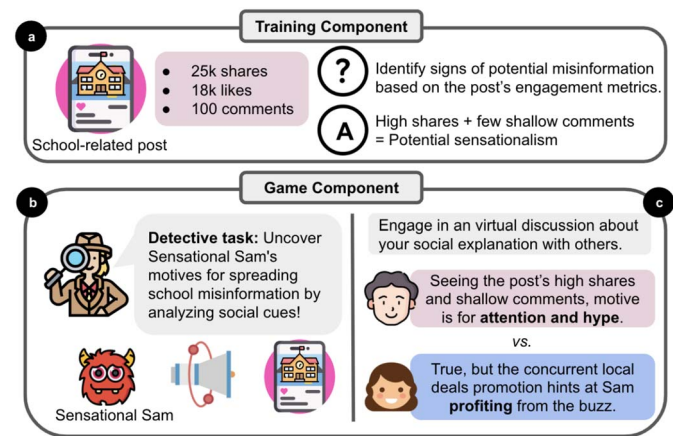 Training Component
a
● 25k shares
● 18k likes
● 100 comments
School-related post
?
Identify signs of potential misinformation
based on the post's engagement metrics.
A
High shares + few shallow comments
= Potential sensationalism
Game Component
b
Detective task: Uncover
Sensational Sam's
motives for spreading
school misinformation by
analyzing social cues!
Sensational Sam
c
Engage in an virtual discussion about
your social explanation with others.
Seeing the post's high shares
and shallow comments, motive
is for attention and hype.
vs.
True, but the concurrent local
deals promotion hints at Sam
profiting from the buzz.